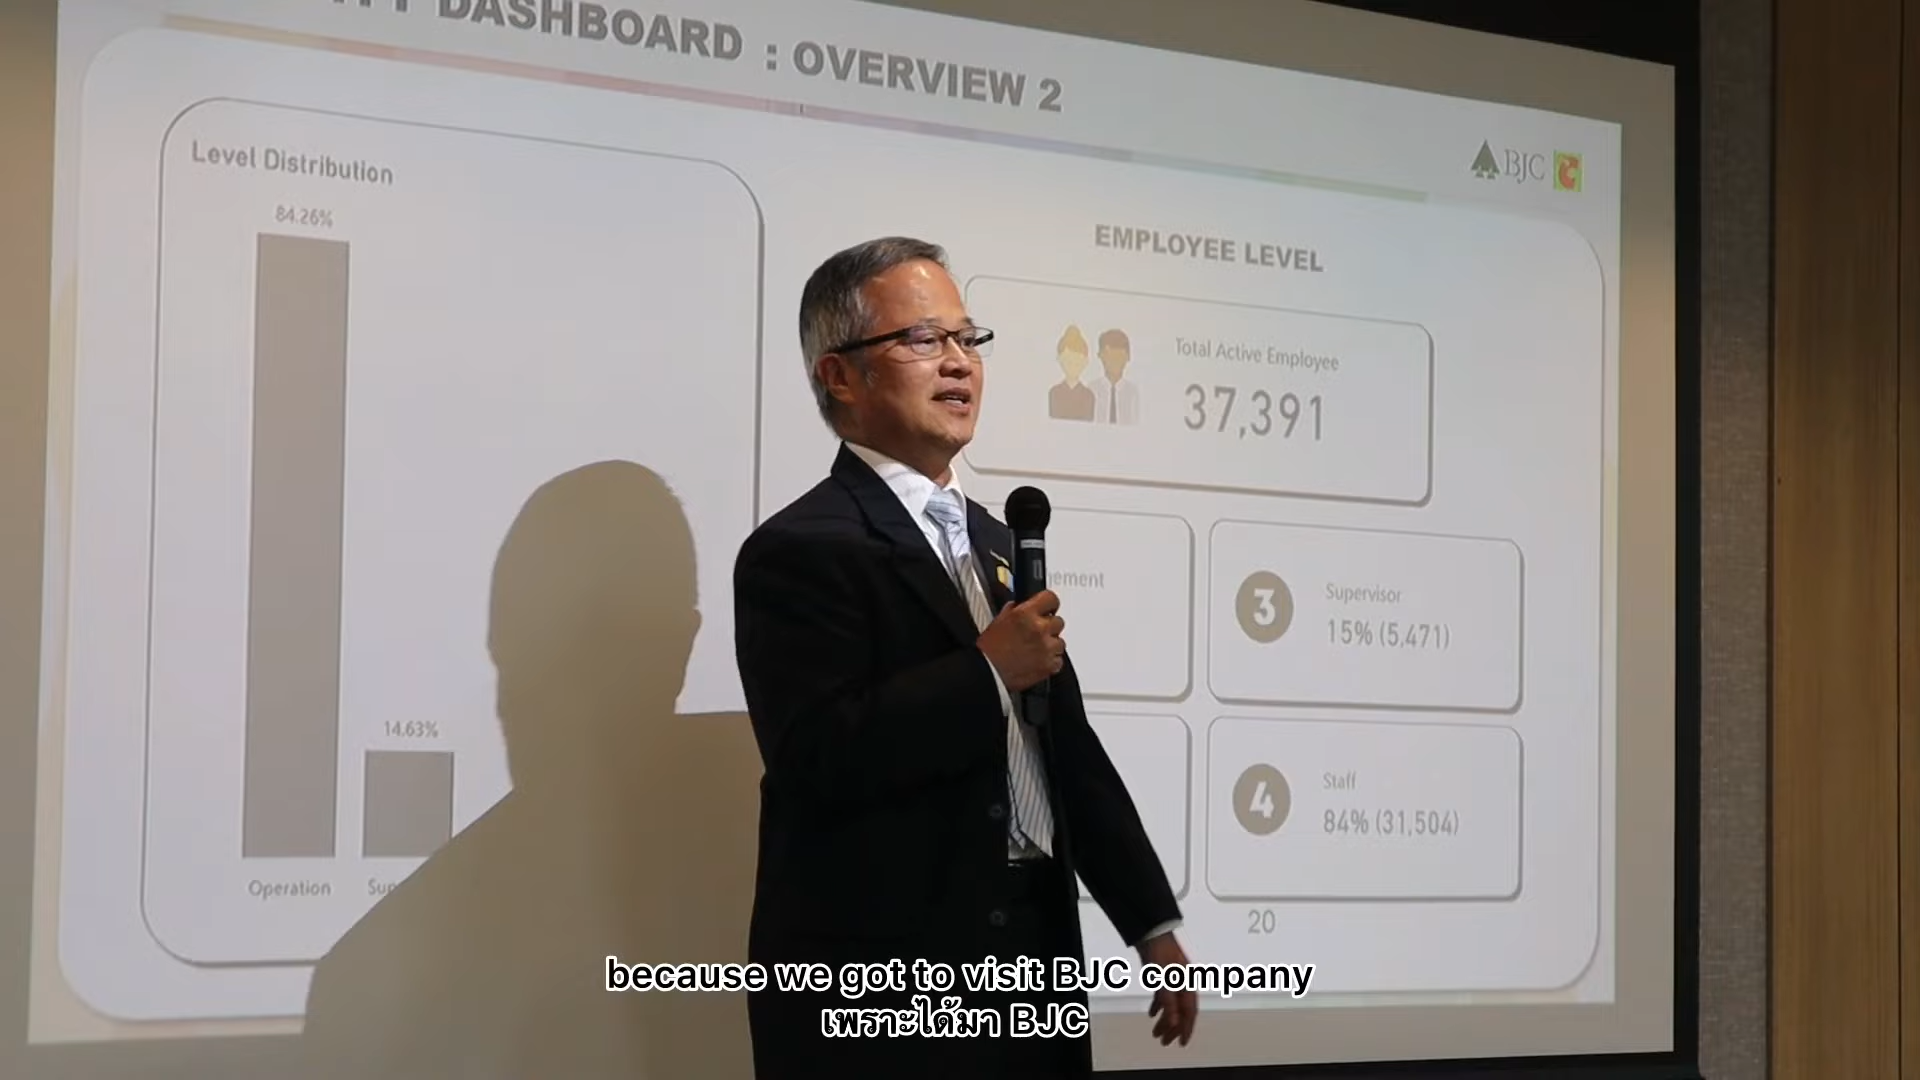 DASHBOARD : OVERVIEW 2
BJC
Level Distribution
84.26%
14.63%
Operation
EMPLOYEE LEVEL
Total Active Employee
37,391
3
Supervisor
15% (5,471)
4
Staff
84% (31,504)
20
because we got to visit BJC company
เพราะได้มา BJC